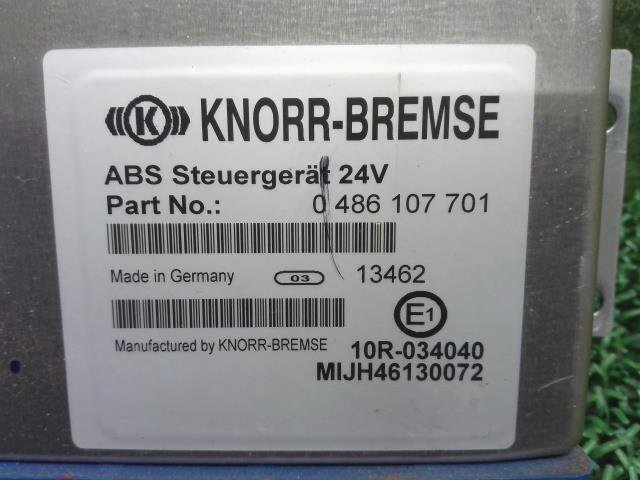 K KNORR-BREMSE
ABS Steuergerät 24V
Part No.: 0 486 107 701
Made in Germany 03 13462
E1
Manufactured by KNORR-BREMSE 10R-034040
MIJH46130072